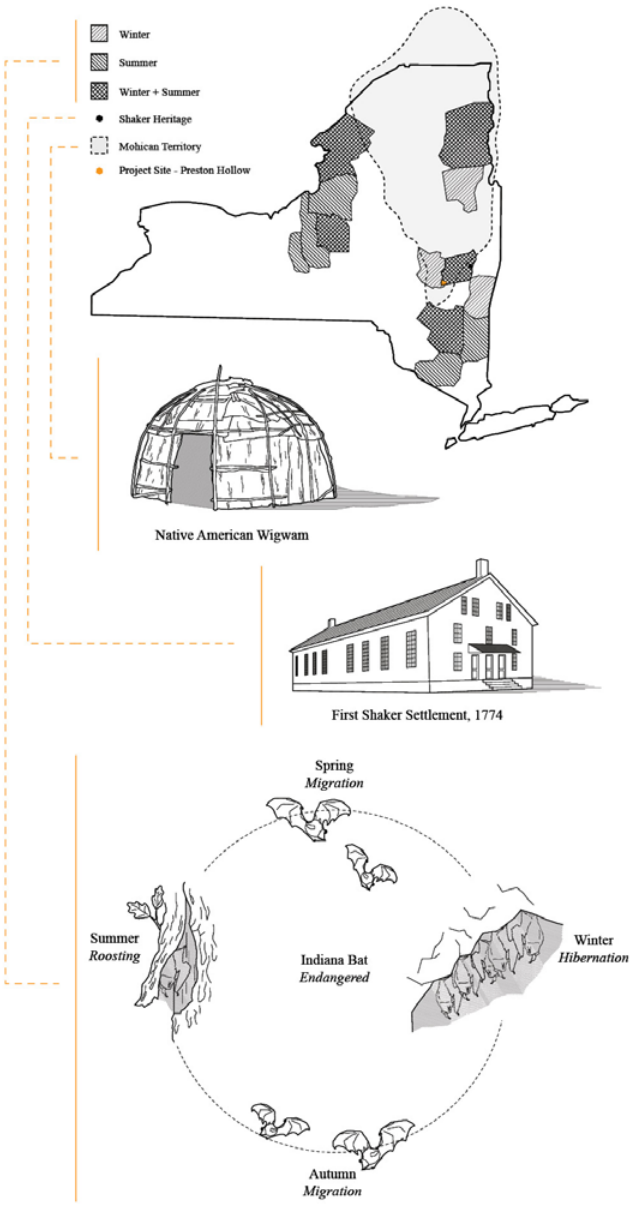 Winter
Summer
Winter + Summer
Shaker Heritage
Mohican Territory
Project Site - Preston Hollow
Native American Wigwam
First Shaker Settlement, 1774
Spring
Migration
Summer
Roosting
Indiana Bat
Endangered
Winter
Hibernation
Autumn
Migration